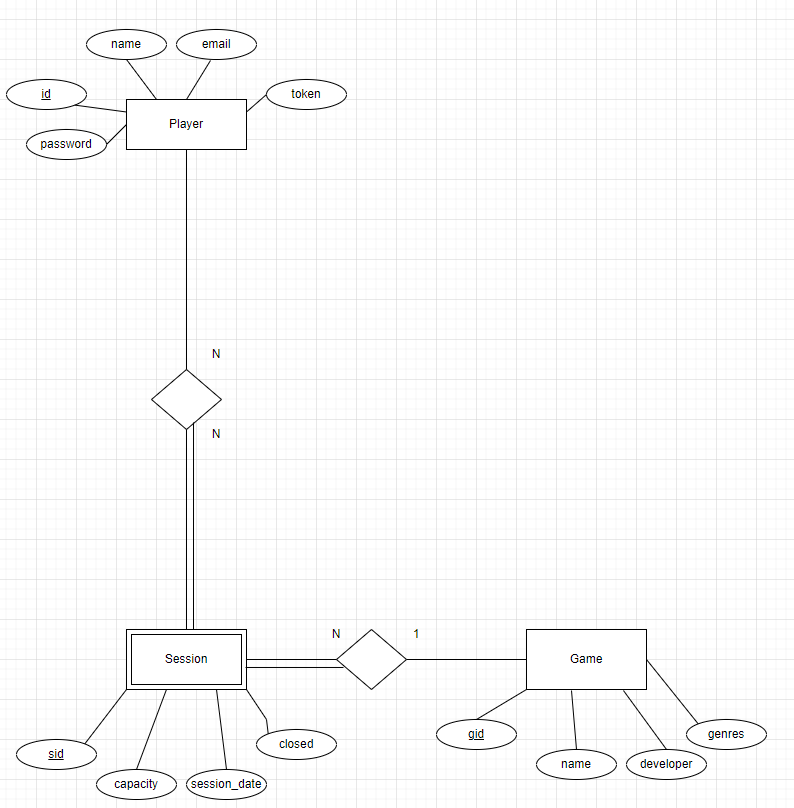 name
email
id
token
Player
password
N
N
N
1
Session
Game
closed
gid
genres
sid
name
developer
capacity
session_date